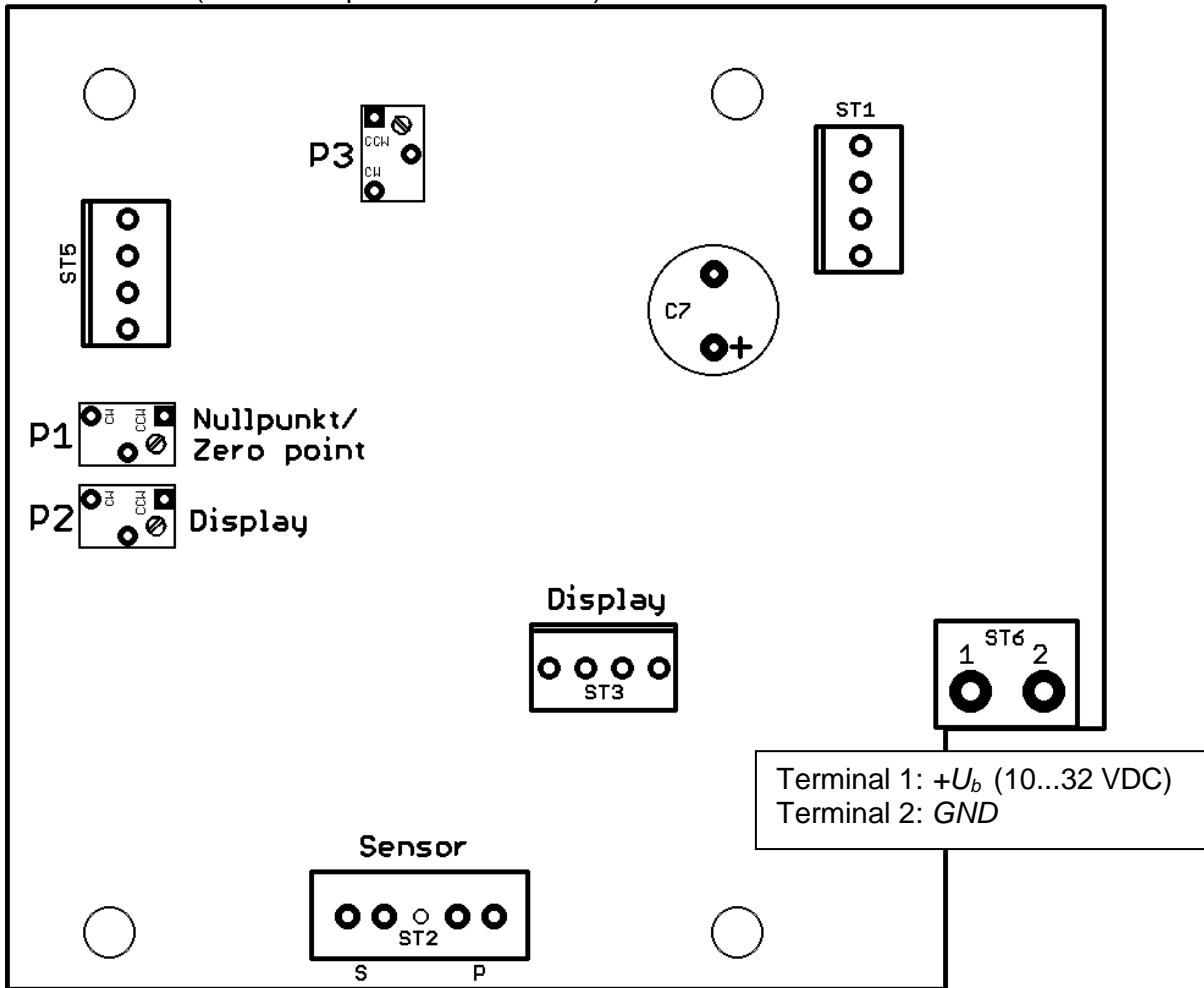 ST1
P3
CCW
CW
ST5
C7
+
P1
CW
CCW
Nullpunkt/
Zero point
P2
CW
CCW
Display
Display
ST3
ST6
1 2
Terminal 1: +Ub (10...32 VDC)
Terminal 2: GND
Sensor
ST2
S P